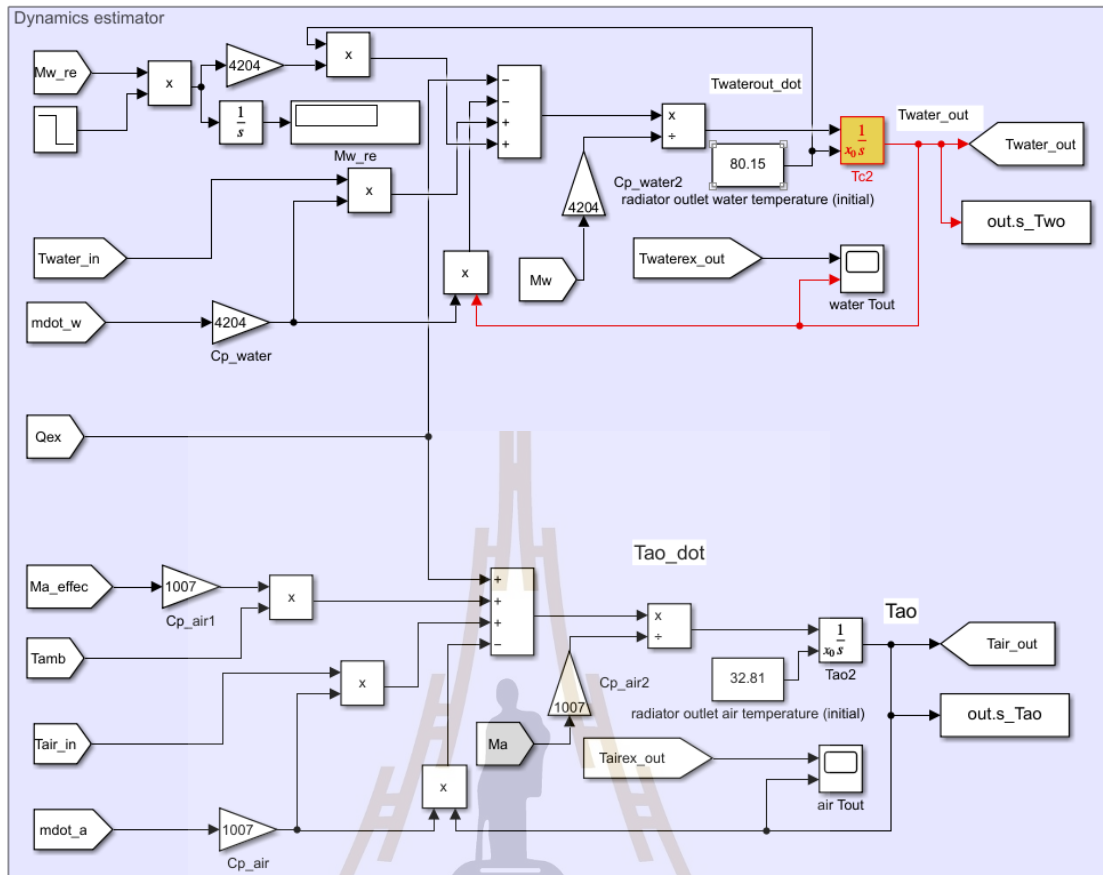 Dynamics estimator
Mw_re
x
4204
x
1
s
Mw_re
−
−
+
+
x
÷
Twaterout_dot
4204
Cp_water2
80.15
radiator outlet water temperature (initial)
1
x₀ s
Tc2
Twater_out
Twater_out
out.s_Two
Twater_in
x
mdot_w
4204
Cp_water
x
Mw
Twaterex_out
water Tout
Qex
Ma_effec
1007
Cp_air1
x
Tamb
Tair_in
x
mdot_a
1007
Cp_air
x
+
+
+
−
Tao_dot
x
÷
1007
Cp_air2
Ma
32.81
radiator outlet air temperature (initial)
1
x₀ s
Tao2
Tao
Tair_out
out.s_Tao
Tairex_out
air Tout